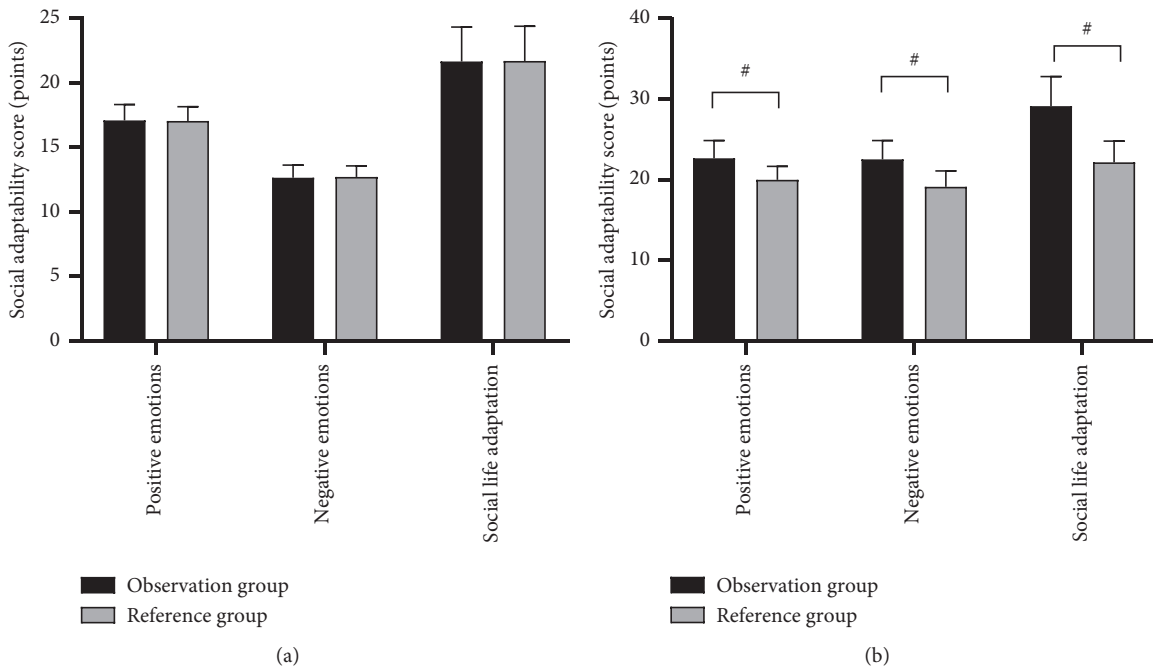 Social adaptability score (points)
25
20
15
10
5
0
Positive emotions
Negative emotions
Social life adaptation
Observation group
Reference group
(a)
Social adaptability score (points)
40
30
20
10
0
#
#
#
Positive emotions
Negative emotions
Social life adaptation
Observation group
Reference group
(b)